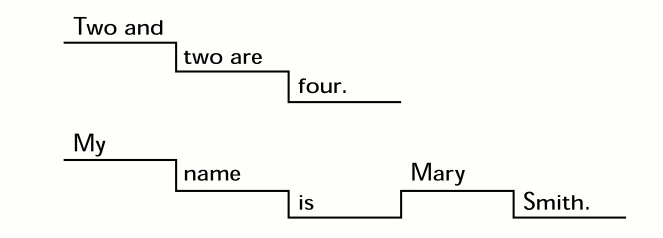 Two and two are four.
My name is Mary Smith.